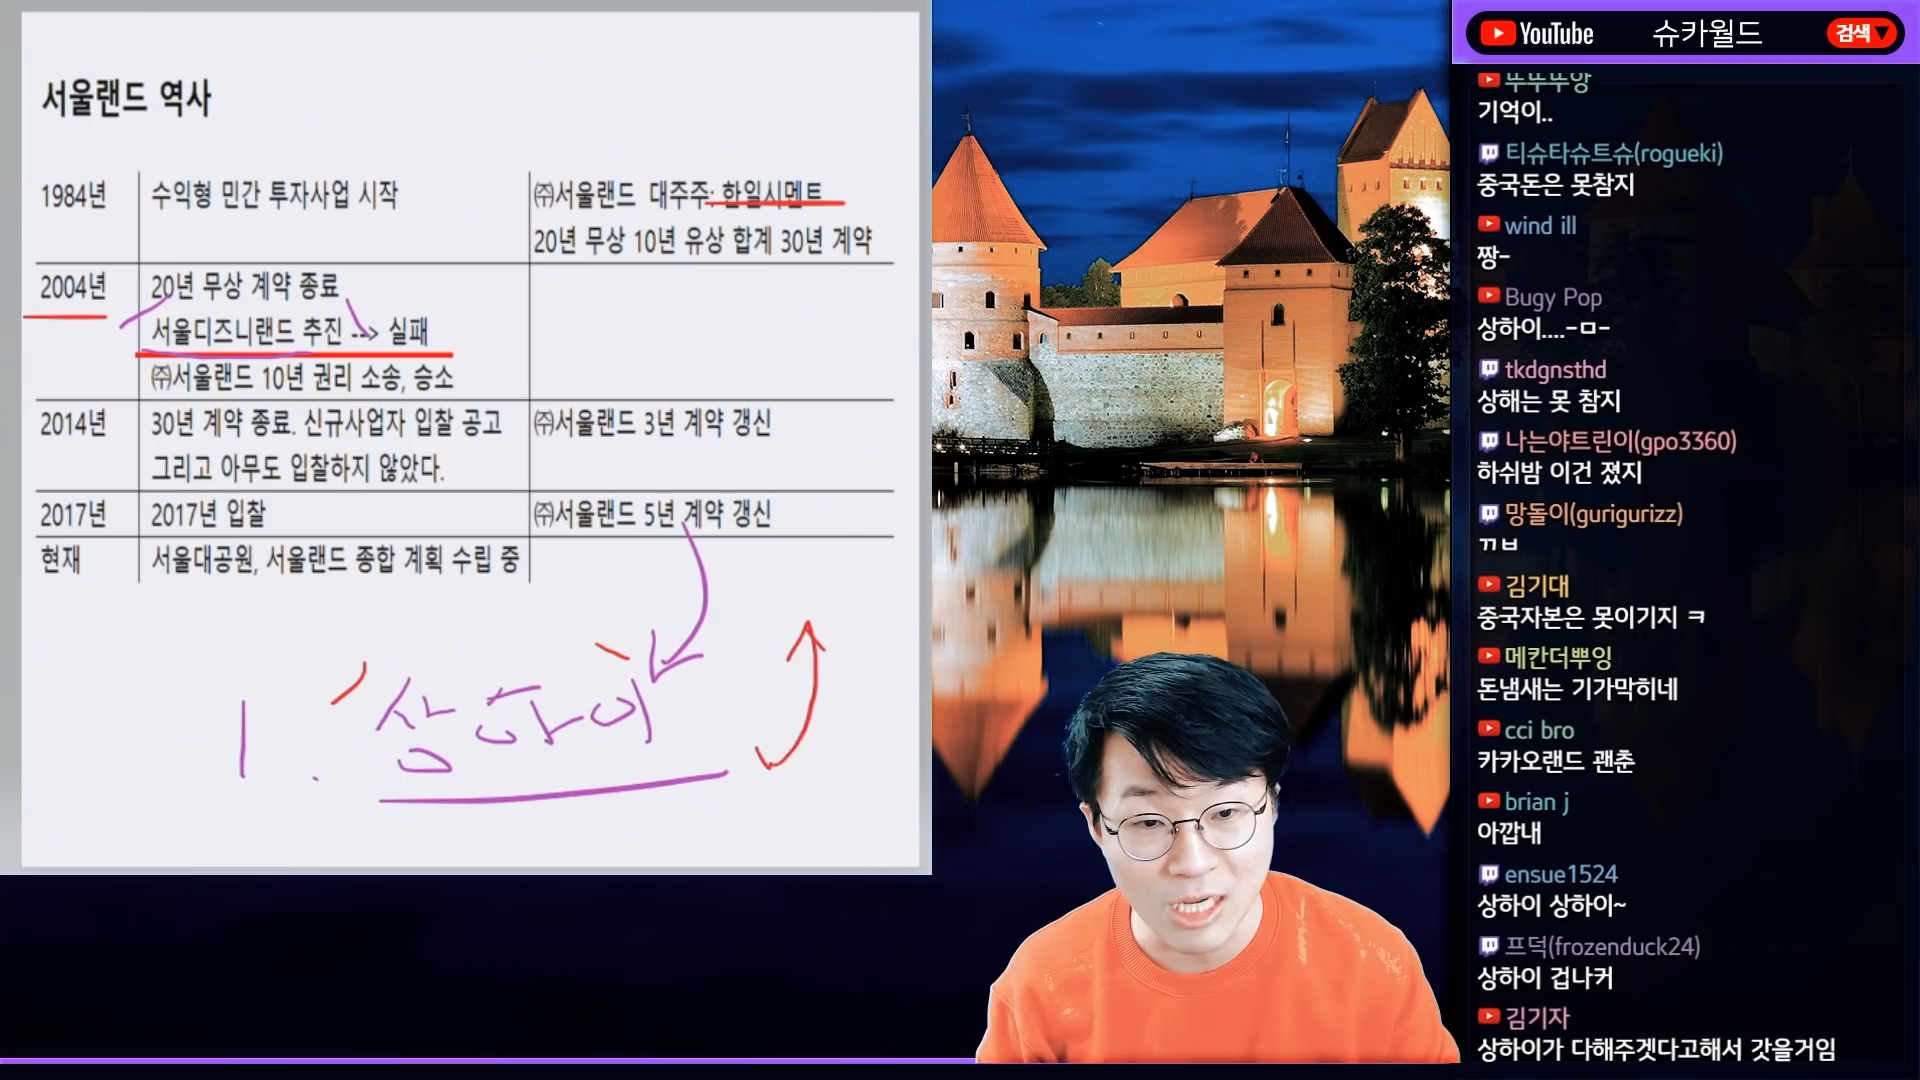 서울랜드 역사
1984년 수익형 민간 투자사업 시작 ㈜서울랜드 대주주: 한일시멘트
20년 무상 10년 유상 합계 30년 계약
2004년 20년 무상 계약 종료
서울디즈니랜드 추진 --> 실패
㈜서울랜드 10년 권리 소송, 승소
2014년 30년 계약 종료. 신규사업자 입찰 공고 ㈜서울랜드 3년 계약 갱신
그리고 아무도 입찰하지 않았다.
2017년 2017년 입찰 ㈜서울랜드 5년 계약 갱신
현재 서울대공원, 서울랜드 종합 계획 수립 중
1. 상하이
YouTube 슈카월드 검색▼
뚜뚜뚜앙
기억이..
티슈타슈트슈(rogueki)
중국돈은 못참지
wind ill
짱-
Bugy Pop
상하이....-ㅁ-
tkdgnsthd
상해는 못 참지
나는야트린이(gpo3360)
하쉬밤 이건 졌지
망돌이(gurigurizz)
ㄲㅂ
김기대
중국자본은 못이기지 ㅋ
메칸더뿌잉
돈냄새는 기가막히네
cci bro
카카오랜드 괜춘
brian j
아깝내
ensue1524
상하이 상하이~
프덕(frozenduck24)
상하이 겁나커
김기자
상하이가 다해주겟다고해서 갓을거임